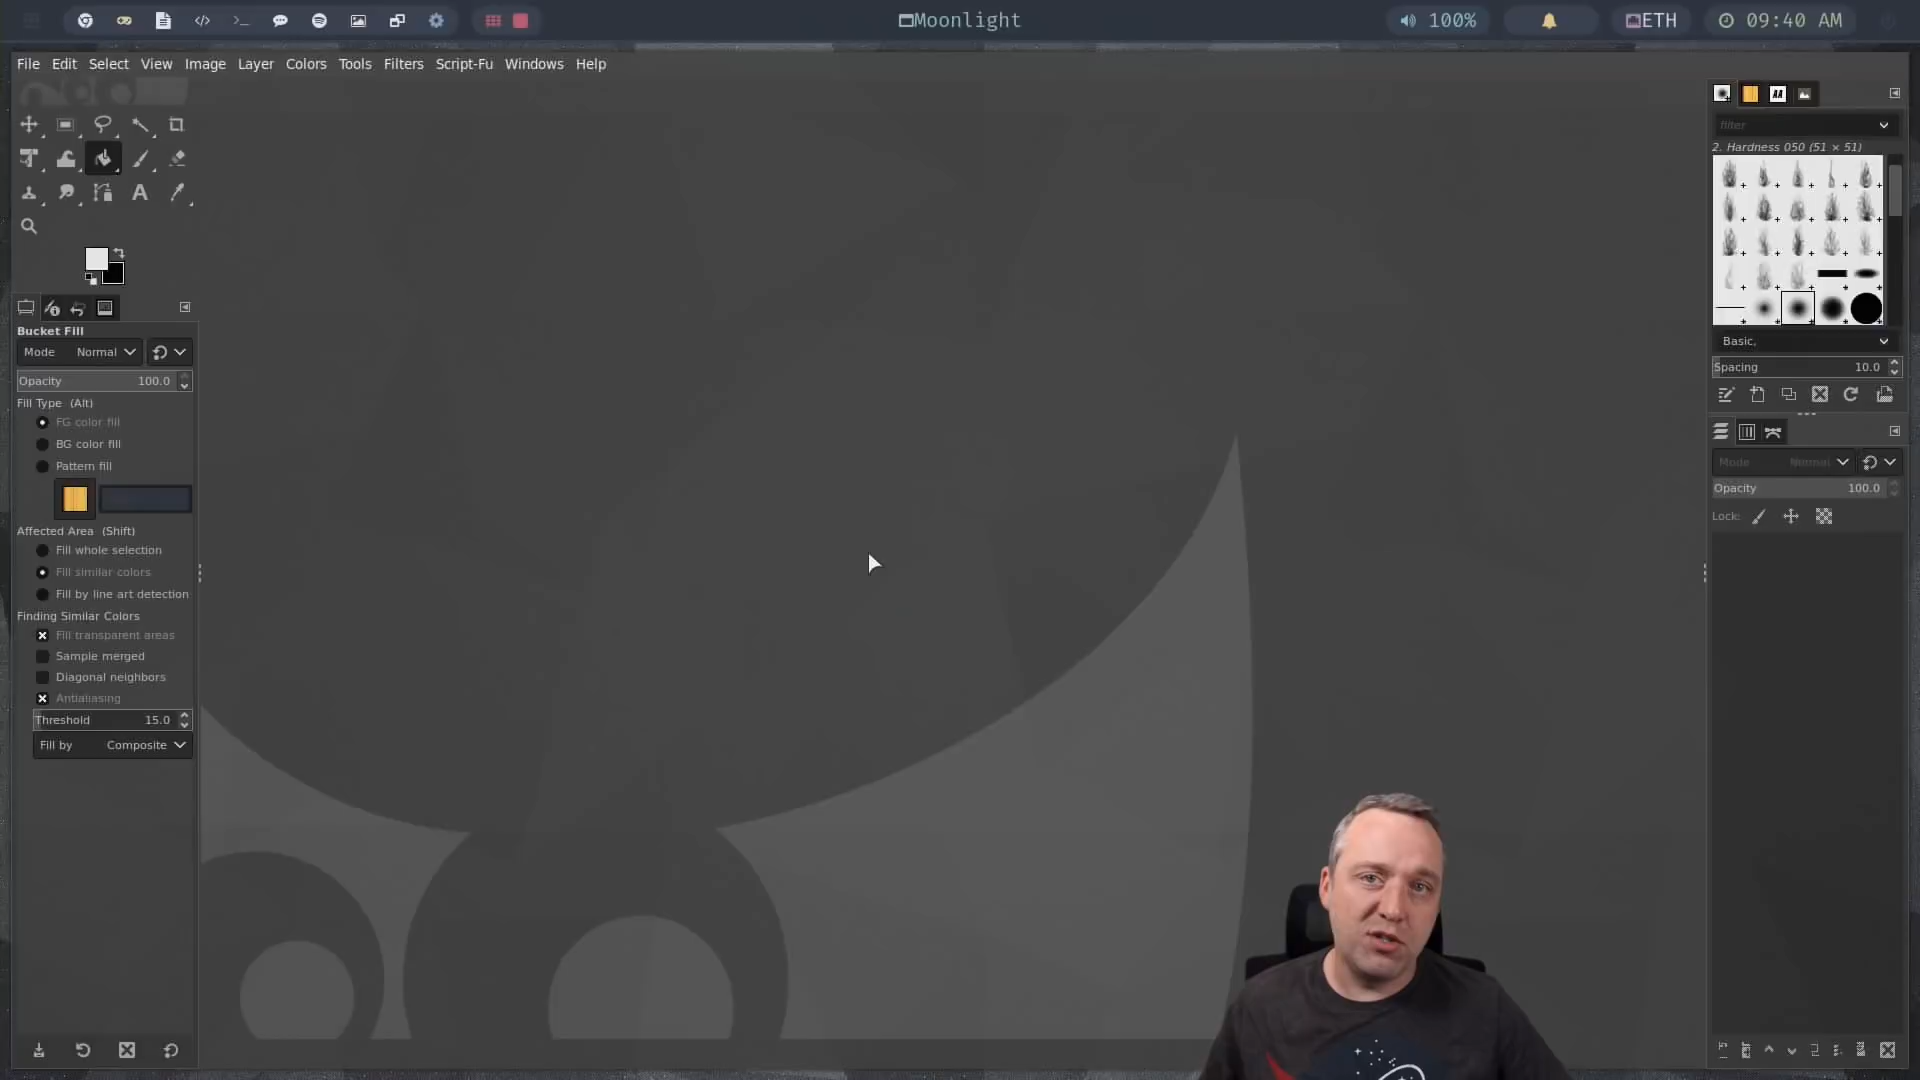 Moonlight
100%
ETH
09:40 AM
File Edit Select View Image Layer Colors Tools Filters Script-Fu Windows Help
filter
2. Hardness 050 (51 × 51)
Basic,
Spacing 10.0
Mode Normal
Opacity 100.0
Lock:
Bucket Fill
Mode Normal
Opacity 100.0
Fill Type (Alt)
FG color fill
BG color fill
Pattern fill
Affected Area (Shift)
Fill whole selection
Fill similar colors
Fill by line art detection
Finding Similar Colors
Fill transparent areas
Sample merged
Diagonal neighbors
Antialiasing
Threshold 15.0
Fill by Composite